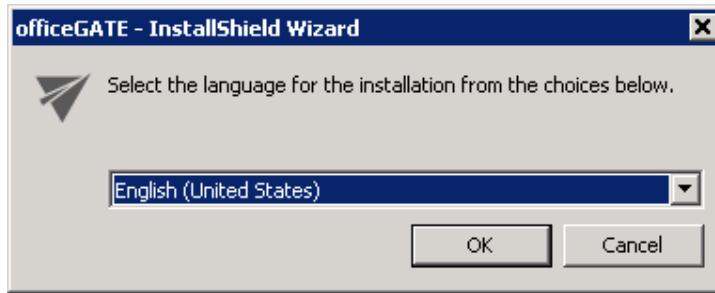 officeGATE - InstallShield Wizard
Select the language for the installation from the choices below.
English (United States)
OK Cancel